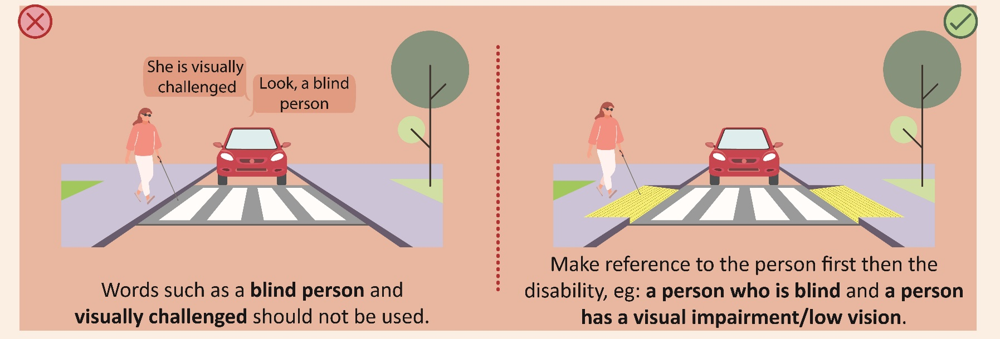 She is visually
challenged
Look, a blind
person
Words such as a blind person and
visually challenged should not be used.
Make reference to the person first then the
disability, eg: a person who is blind and a person
has a visual impairment/low vision.